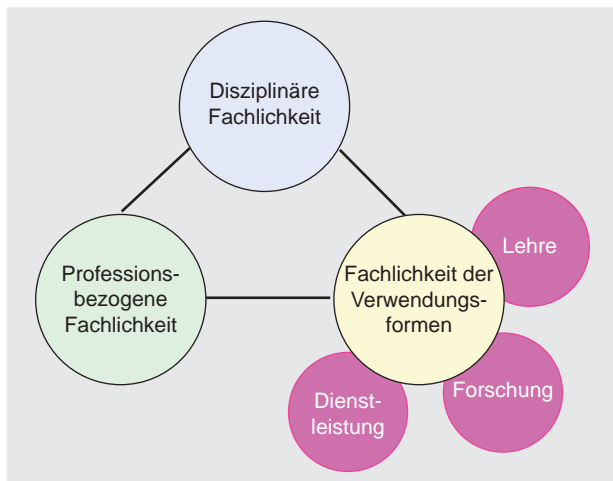 Disziplinäre
Fachlichkeit
Professions-
bezogene
Fachlichkeit
Fachlichkeit der
Verwendungs-
formen
Lehre
Forschung
Dienst-
leistung